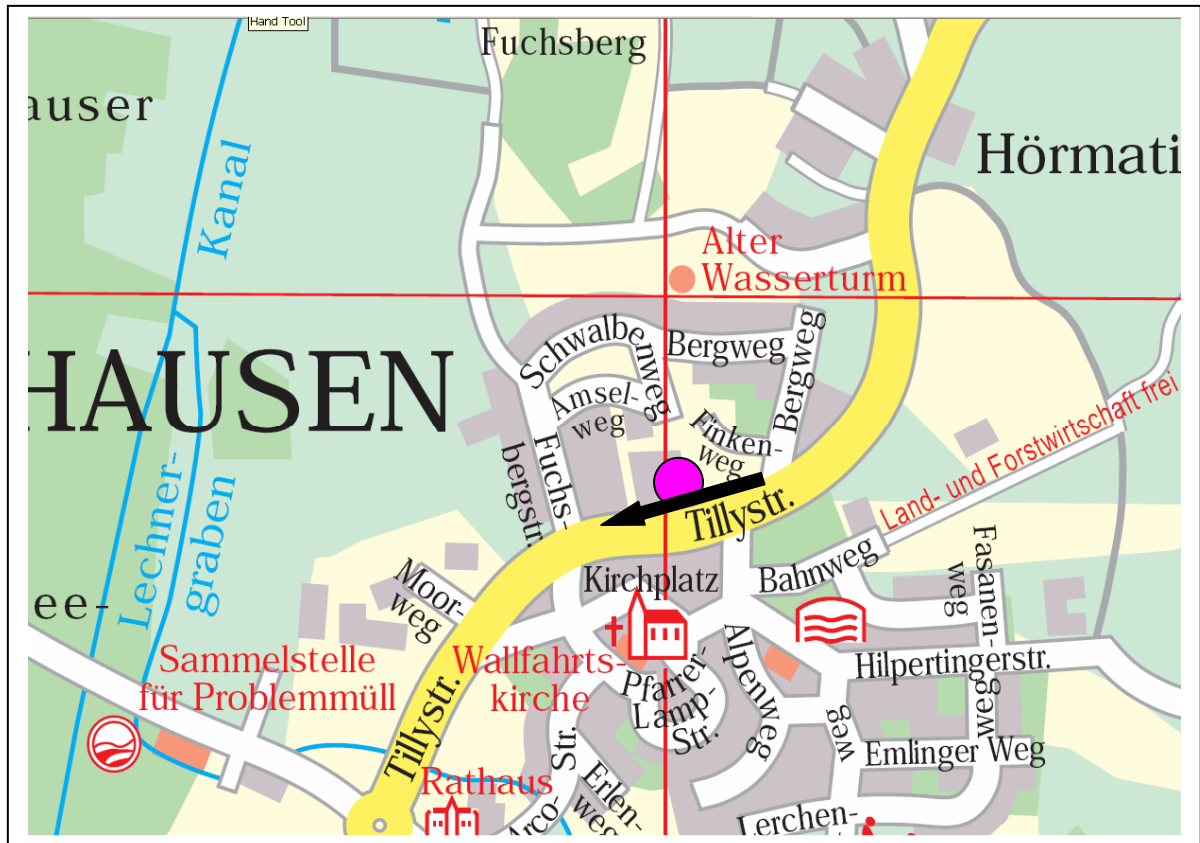 Hand Tool
Fuchsberg
auser
Hörmati
Kanal
Alter
Wasserturm
Schwalbenweg
Bergweg
Bergweg
HAUSEN
Amsel-
weg
Finken-
weg
Fuchs-
bergstr.
Land- und Forstwirtschaft frei
Lechner-
graben
Tillystr.
Moor-
weg
Kirchplatz
Bahnweg
Fasanen-
weg
ee-
Sammelstelle
für Problemmüll
Wallfahrts-
kirche
Pfarrer-
Lamp-
Str.
Alpenweg
Hilpertingerstr.
weg
gweg
Emlinger Weg
Tillystr.
Rathaus
Arco-
Str.
Erlen-
weg
Lerchen-